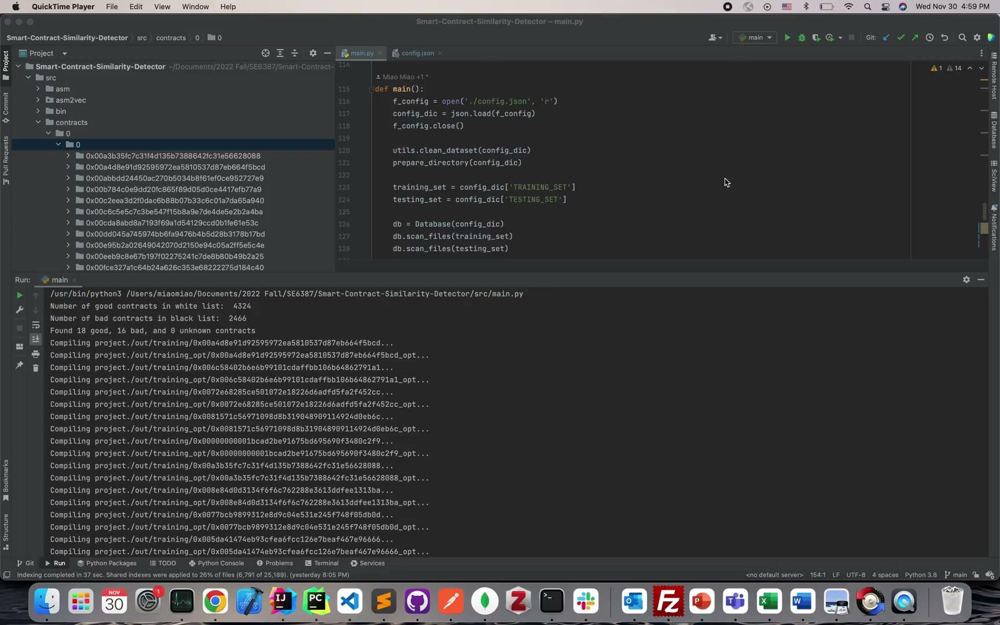 QuickTime Player File Edit View Window Help Wed Nov 30 4:59 PM
Smart-Contract-Similarity-Detector – main.py
Smart-Contract-Similarity-Detector src contracts 0 0 main Git:
Project main.py config.json
Project
Commit
Pull Requests
Bookmarks
Structure
Smart-Contract-Similarity-Detector ~/Documents/2022 Fall/SE6387/Smart-Contract-
src
asm
asm2vec
bin
contracts
0
0
0x00a3b35fc7c31f4d135b7388642fc31e56628088
0x00a4d8e91d92595972ea5810537d87eb664f5bcd
0x00abbdd24450ac270b5034b8f61ef0ce952727e9
0x00b784c0e9dd20fc865f89d05d0ce4417efb77a9
0x00c2eea3d2f0dac6b88b07b33c6c01a7da65a940
0x00c6c5e5c7c3be547f15b8a9e7de4de5e2b2a4ba
0x00cda8abd8a7193f69a1d54129ccd0b1fe61e53c
0x00dd045a745974bb6fa9476b4b5d28b3178b17bd
0x00e95b2a02649042070d2150e94c05a2ff5e5c4e
0x00eeb9c8e67b197f02275241c7de8b80b49b2a25
0x00fce327a1c64b24a626c353e68222275d184c40
114
Miao Miao +1 *
1 14
115 def main():
116 f_config = open('./config.json', 'r')
117 config_dic = json.load(f_config)
118 f_config.close()
119
120 utils.clean_dataset(config_dic)
121 prepare_directory(config_dic)
122
123 training_set = config_dic['TRAINING_SET']
124 testing_set = config_dic['TESTING_SET']
125
126 db = Database(config_dic)
127 db.scan_files(training_set)
128 db.scan_files(testing_set)
Remote Host
Database
SciView
Notifications
Run: main
/usr/bin/python3 /Users/miaomiao/Documents/2022 Fall/SE6387/Smart-Contract-Similarity-Detector/src/main.py
Number of good contracts in white list:  4324
Number of bad contracts in black list:  2466
Found 18 good, 16 bad, and 0 unknown contracts
Compiling project./out/training/0x00a4d8e91d92595972ea5810537d87eb664f5bcd...
Compiling project./out/training_opt/0x00a4d8e91d92595972ea5810537d87eb664f5bcd_opt...
Compiling project./out/training/0x006c58402b6e6b99101cdaffbb106b64862791a1...
Compiling project./out/training_opt/0x006c58402b6e6b99101cdaffbb106b64862791a1_opt...
Compiling project./out/training/0x0072e68285ce501072e18226d6adfd5fa2f452cc...
Compiling project./out/training_opt/0x0072e68285ce501072e18226d6adfd5fa2f452cc_opt...
Compiling project./out/training/0x0081571c56971098d8b319048909114924d0eb6c...
Compiling project./out/training_opt/0x0081571c56971098d8b319048909114924d0eb6c_opt...
Compiling project./out/training/0x00000000001bcad2be91675bd695690f3480c2f9...
Compiling project./out/training_opt/0x00000000001bcad2be91675bd695690f3480c2f9_opt...
Compiling project./out/training/0x00a3b35fc7c31f4d135b7388642fc31e56628088...
Compiling project./out/training_opt/0x00a3b35fc7c31f4d135b7388642fc31e56628088_opt...
Compiling project./out/training/0x008e84d0d3134f6f6c762288e3613ddfee1313ba...
Compiling project./out/training_opt/0x008e84d0d3134f6f6c762288e3613ddfee1313ba_opt...
Compiling project./out/training/0x0077bcb9899312e8d9c04e531e245f748f05db0d...
Compiling project./out/training_opt/0x0077bcb9899312e8d9c04e531e245f748f05db0d_opt...
Compiling project./out/training/0x005da41474eb93cfea6fcc126e7beaf467e96666...
Compiling project./out/training_opt/0x005da41474eb93cfea6fcc126e7beaf467e96666_opt...
Git Run Python Packages TODO Python Console Problems Terminal Services
Indexing completed in 37 sec. Shared indexes were applied to 26% of files (6,791 of 25,189). (yesterday 8:05 PM) <no default server> 154:1 LF UTF-8 4 spaces Python 3.8 main
NOV
30
1
IJ
PC